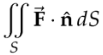 ∬_S F⃗ · n̂ dS